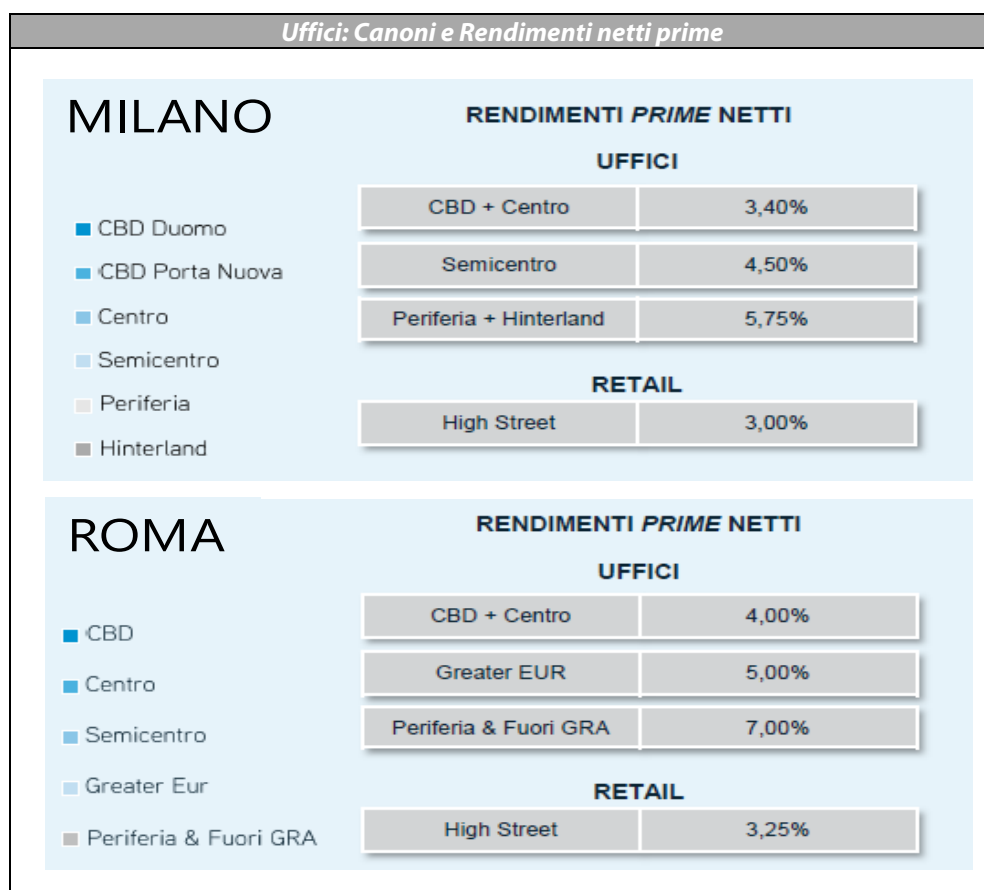 Uffici: Canoni e Rendimenti netti prime
MILANO
CBD Duomo
CBD Porta Nuova
Centro
Semicentro
Periferia
Hinterland
RENDIMENTI PRIME NETTI
UFFICI
CBD + Centro 3,40%
Semicentro 4,50%
Periferia + Hinterland 5,75%
RETAIL
High Street 3,00%
ROMA
CBD
Centro
Semicentro
Greater Eur
Periferia & Fuori GRA
RENDIMENTI PRIME NETTI
UFFICI
CBD + Centro 4,00%
Greater EUR 5,00%
Periferia & Fuori GRA 7,00%
RETAIL
High Street 3,25%